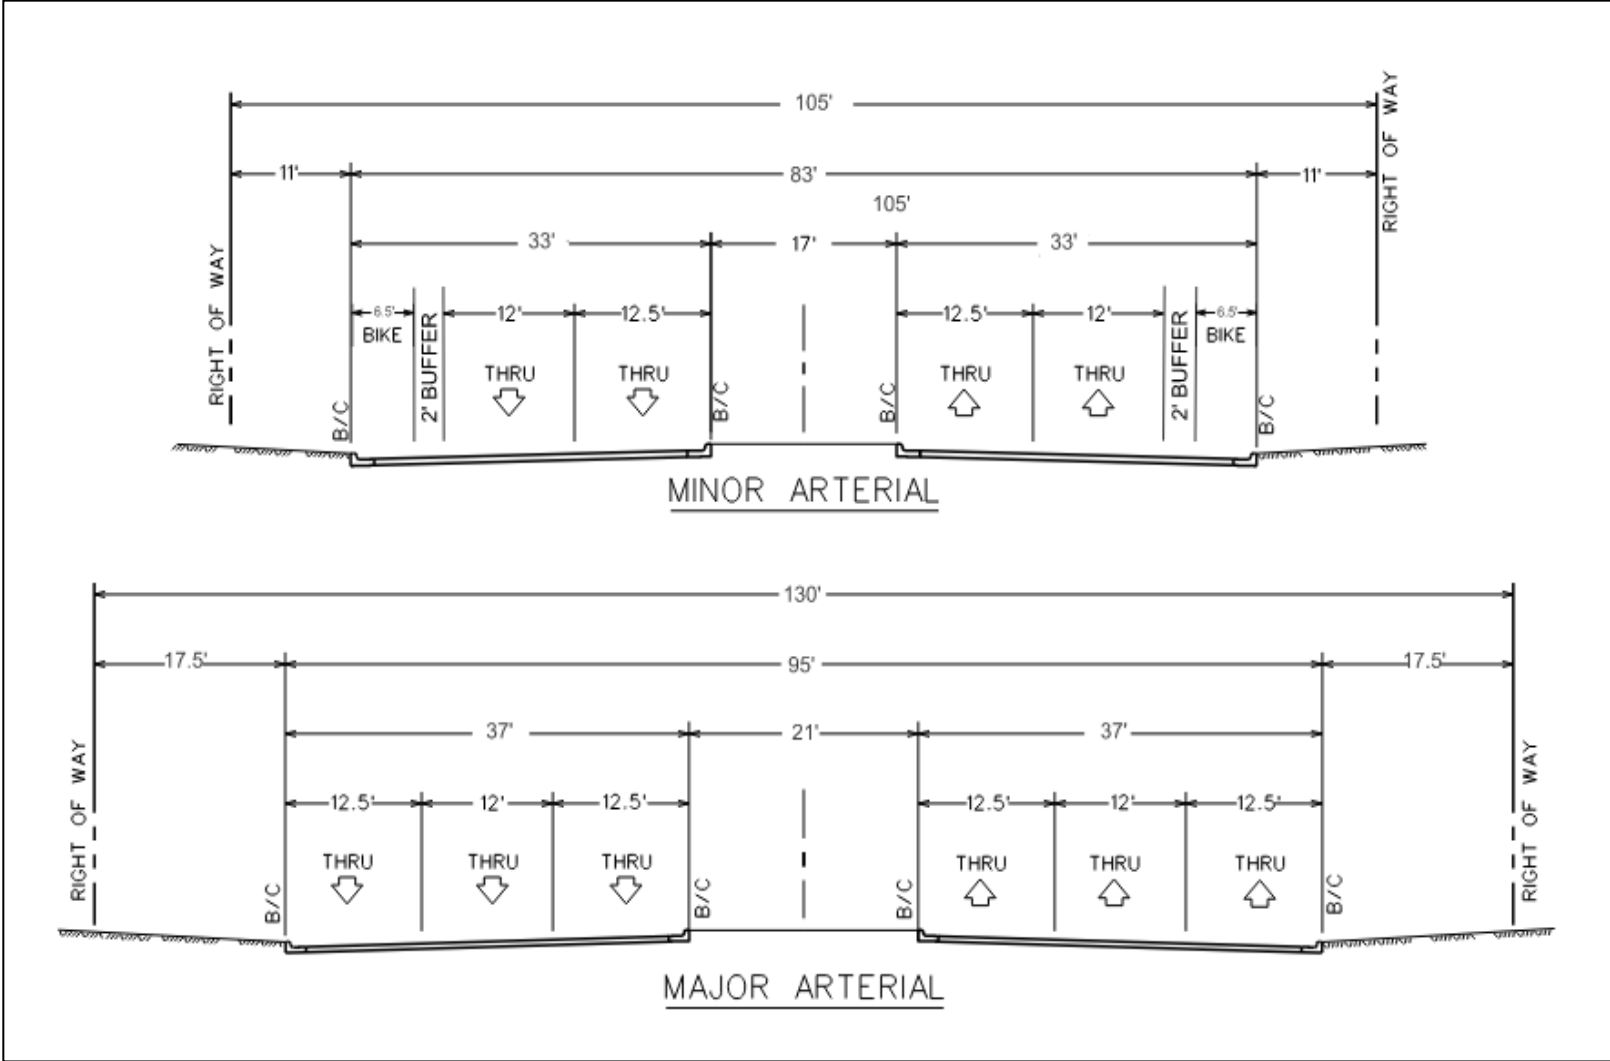 105'
RIGHT OF WAY
11'
83'
11'
105'
33'
17'
33'
RIGHT OF WAY
6.5'
BIKE
2' BUFFER
12'
12.5'
12.5'
12'
2' BUFFER
6.5'
BIKE
THRU
THRU
THRU
THRU
B/C
B/C
B/C
B/C
MINOR ARTERIAL
130'
17.5'
95'
17.5'
37'
21'
37'
RIGHT OF WAY
RIGHT OF WAY
12.5'
12'
12.5'
12.5'
12'
12.5'
THRU
THRU
THRU
THRU
THRU
THRU
B/C
B/C
B/C
B/C
MAJOR ARTERIAL